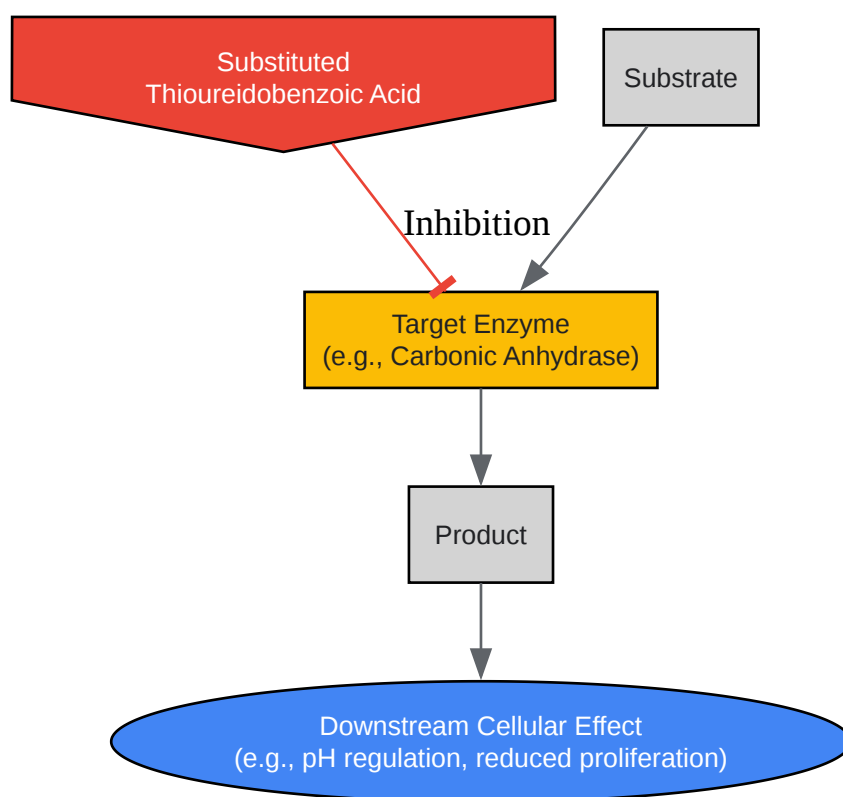 Substituted
Thioureidobenzoic Acid
Substrate
Inhibition
Target Enzyme
(e.g., Carbonic Anhydrase)
Product
Downstream Cellular Effect
(e.g., pH regulation, reduced proliferation)